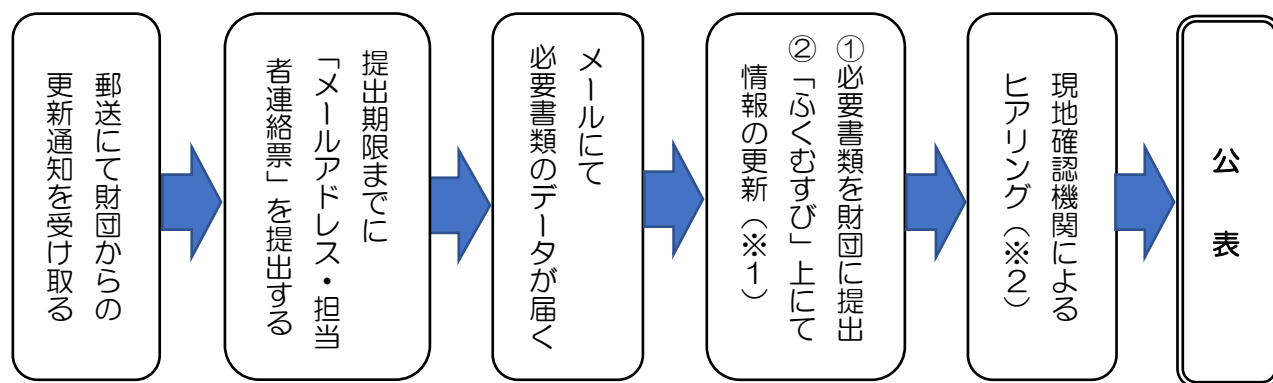 郵送にて財団からの
更新通知を受け取る
提出期限までに
「メールアドレス・担当
者連絡票」を提出する
メールにて
必要書類のデータが届く
①必要書類を財団に提出
②「ふくむすび」上にて
情報の更新（※１）
現地確認機関による
ヒアリング（※２）
公表